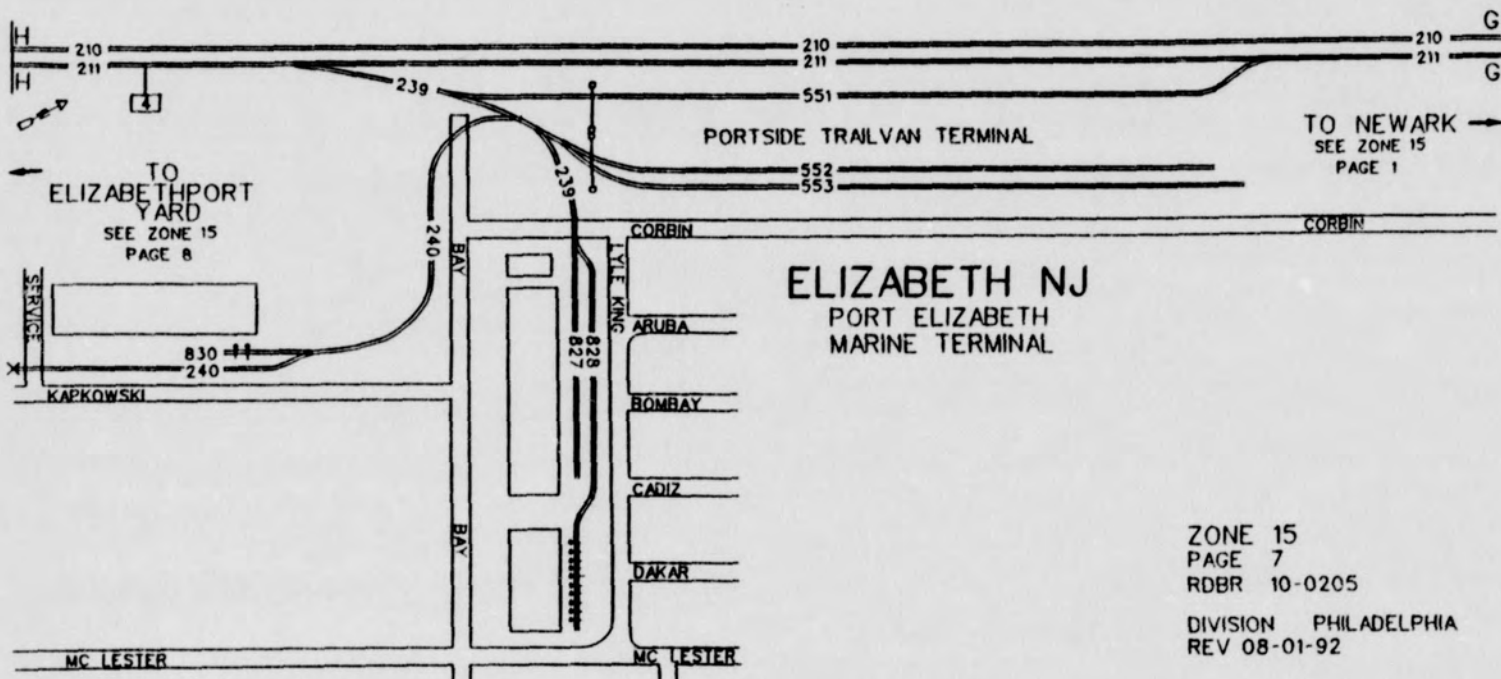 H 210 210 210 G
H 211 211 211 G
239
551
4
PORTSIDE TRAILVAN TERMINAL
TO NEWARK
SEE ZONE 15
PAGE 1
TO
ELIZABETHPORT
YARD
SEE ZONE 15
PAGE 8
552
553
239
240
BAY
CORBIN
CORBIN
LYLE KING
SERVICE
ELIZABETH NJ
PORT ELIZABETH
MARINE TERMINAL
ARUBA
827
828
830
240
KAPKOWSKI
BOMBAY
CADIZ
BAY
DAKAR
ZONE 15
PAGE 7
RDBR 10-0205
DIVISION PHILADELPHIA
REV 08-01-92
MC LESTER
MC LESTER